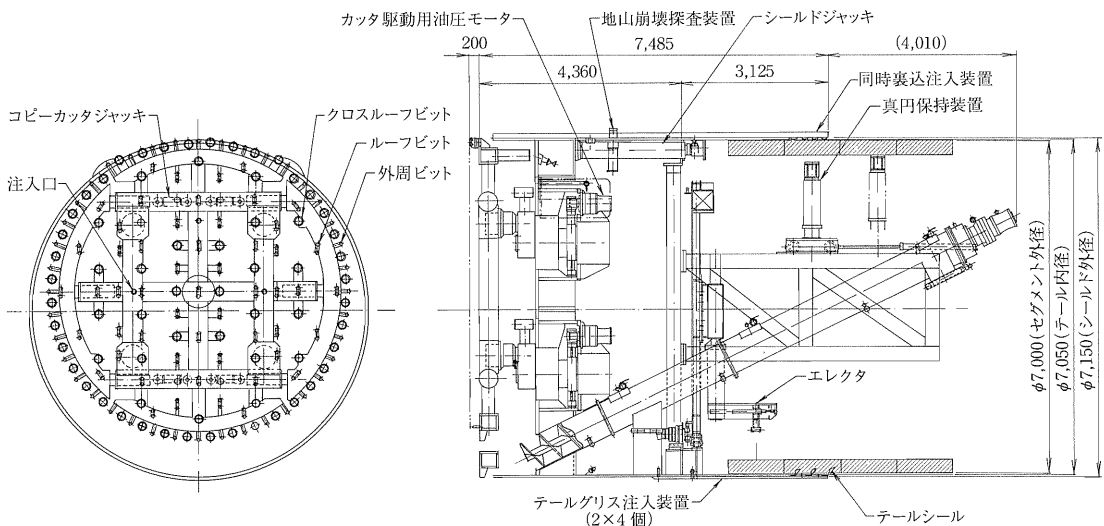 カッタ駆動用油圧モータ
地山崩壊探査装置
シールドジャッキ
200
7,485
(4,010)
4,360
3,125
同時裏込注入装置
真円保持装置
コピーカッタジャッキ
クロスルーフビット
ルーフビット
注入口
外周ビット
φ7,000(セグメント外径)
φ7,050(テール内径)
φ7,150(シールド外径)
エレクタ
テールグリス注入装置
(2×4個)
テールシール